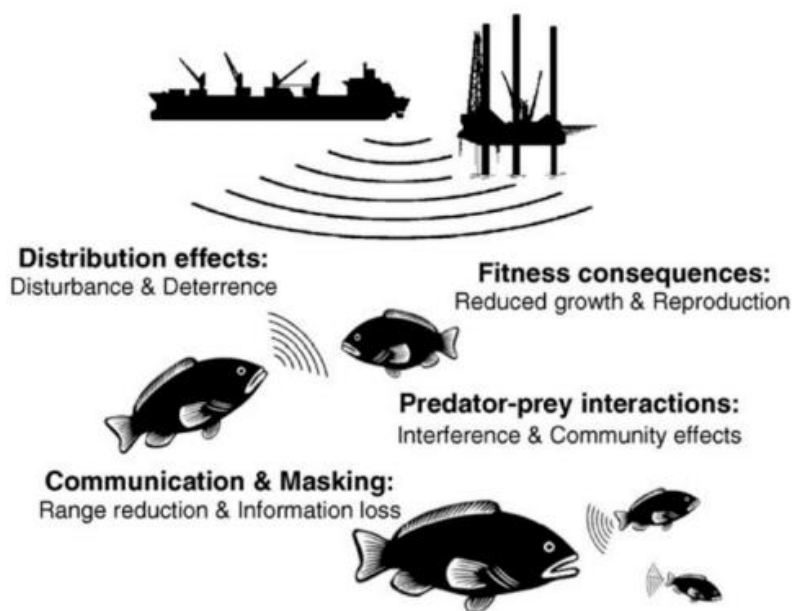 Distribution effects:
Disturbance & Deterrence
Fitness consequences:
Reduced growth & Reproduction
Predator-prey interactions:
Interference & Community effects
Communication & Masking:
Range reduction & Information loss